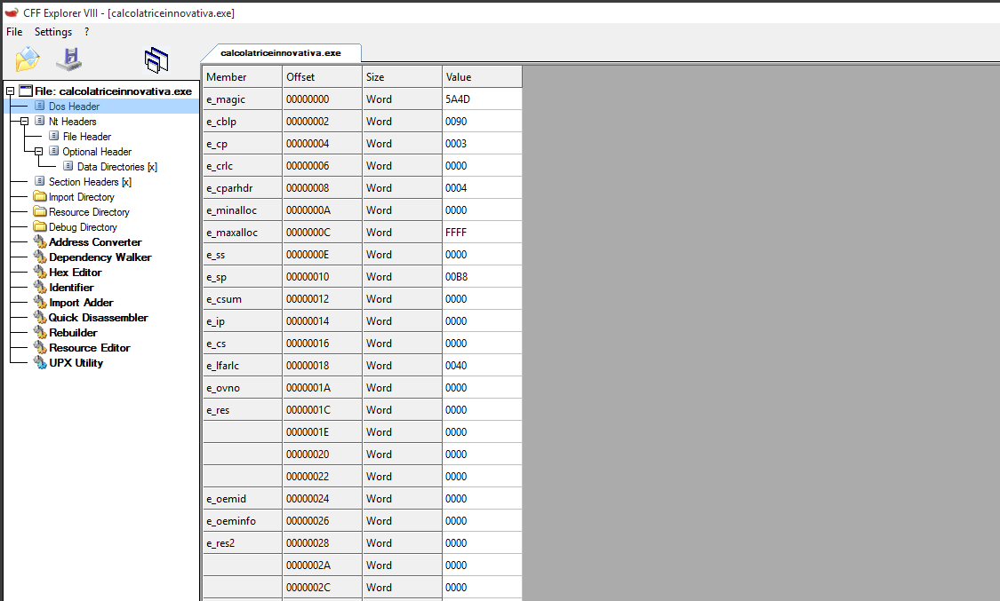 CFF Explorer VIII - [calcolatriceinnovativa.exe]
File Settings ?
calcolatriceinnovativa.exe
File: calcolatriceinnovativa.exe
Dos Header
Nt Headers
File Header
Optional Header
Data Directories [x]
Section Headers [x]
Import Directory
Resource Directory
Debug Directory
Address Converter
Dependency Walker
Hex Editor
Identifier
Import Adder
Quick Disassembler
Rebuilder
Resource Editor
UPX Utility
Member Offset Size Value
e_magic 00000000 Word 5A4D
e_cblp 00000002 Word 0090
e_cp 00000004 Word 0003
e_crlc 00000006 Word 0000
e_cparhdr 00000008 Word 0004
e_minalloc 0000000A Word 0000
e_maxalloc 0000000C Word FFFF
e_ss 0000000E Word 0000
e_sp 00000010 Word 00B8
e_csum 00000012 Word 0000
e_ip 00000014 Word 0000
e_cs 00000016 Word 0000
e_lfarlc 00000018 Word 0040
e_ovno 0000001A Word 0000
e_res 0000001C Word 0000
0000001E Word 0000
00000020 Word 0000
00000022 Word 0000
e_oemid 00000024 Word 0000
e_oeminfo 00000026 Word 0000
e_res2 00000028 Word 0000
0000002A Word 0000
0000002C Word 0000